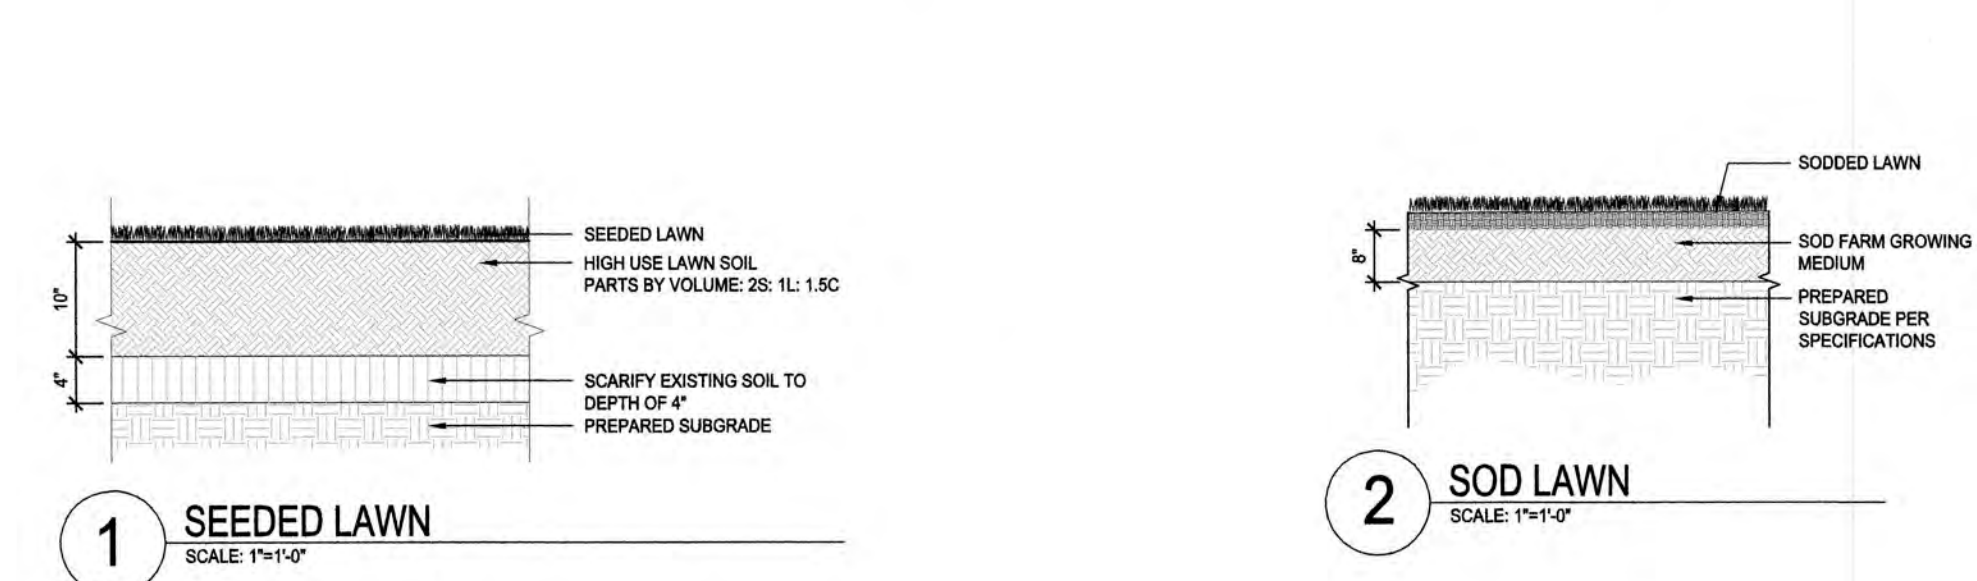 SEEDED LAWN
HIGH USE LAWN SOIL
PARTS BY VOLUME: 2S: 1L: 1.5C
10"
4"
SCARIFY EXISTING SOIL TO
DEPTH OF 4"
PREPARED SUBGRADE
1
SEEDED LAWN
SCALE: 1"=1'-0"
SODDED LAWN
8"
SOD FARM GROWING
MEDIUM
PREPARED
SUBGRADE PER
SPECIFICATIONS
2
SOD LAWN
SCALE: 1"=1'-0"